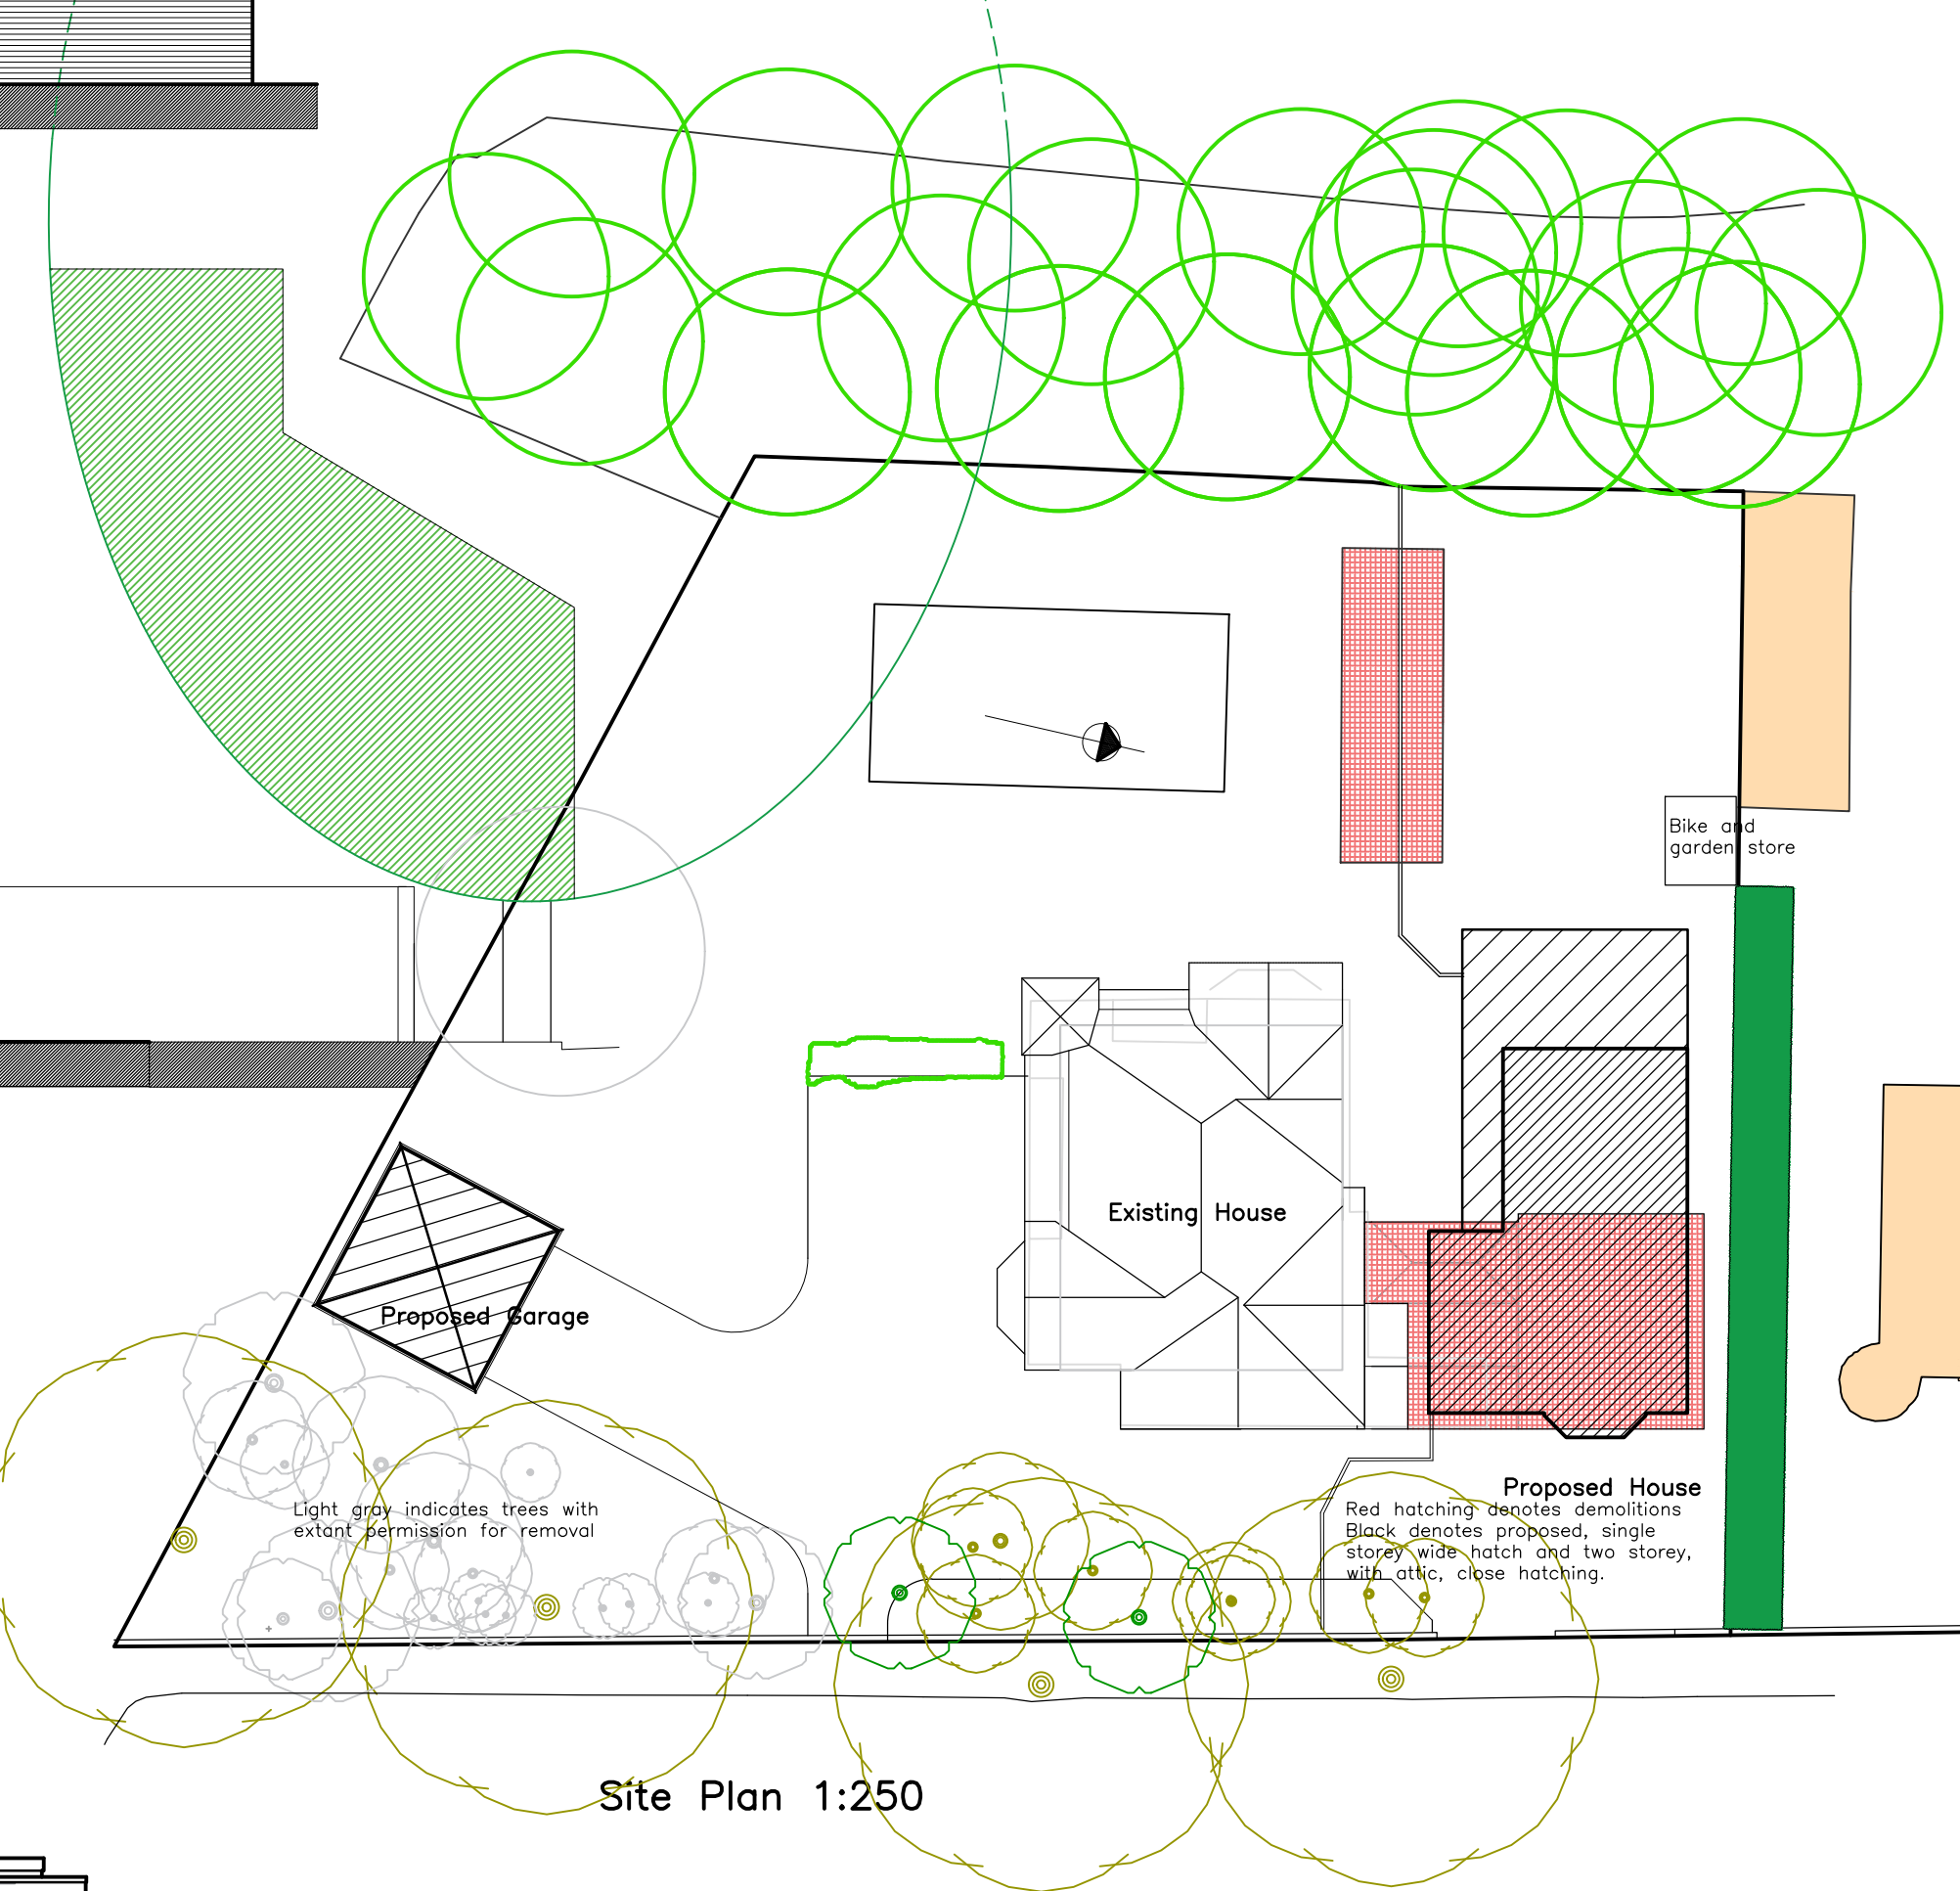 Bike and
garden store
Existing House
Proposed Garage
Proposed House
Light gray indicates trees with
extant permission for removal
Red hatching denotes demolitions
Black denotes proposed, single
storey wide hatch and two storey,
with attic, close hatching.
Site Plan 1:250